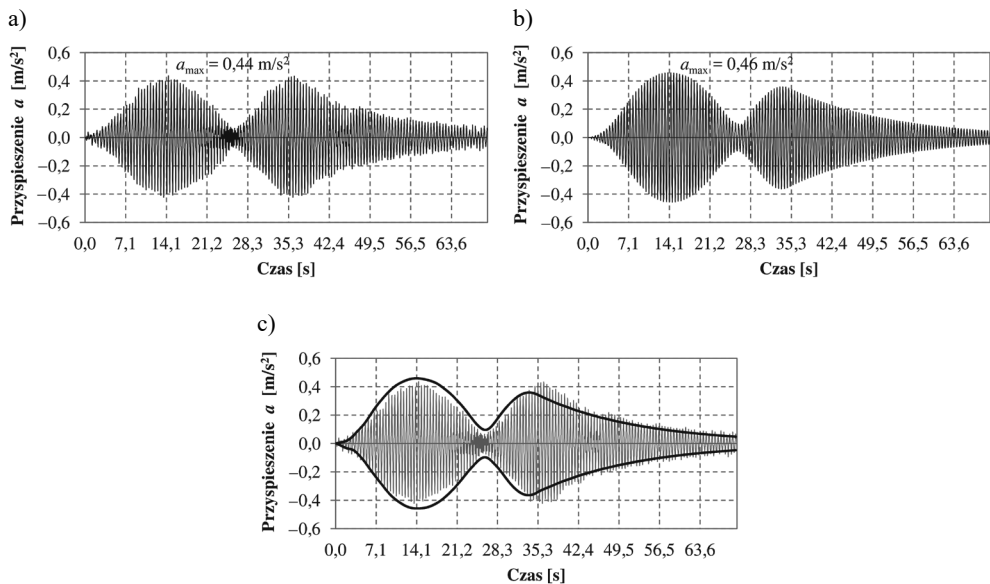 a)
Przyspieszenie a [m/s²]
0,6
0,4
0,2
0,0
–0,2
–0,4
–0,6
a_max = 0,44 m/s²
0,0 7,1 14,1 21,2 28,3 35,3 42,4 49,5 56,5 63,6
Czas [s]
b)
Przyspieszenie a [m/s²]
0,6
0,4
0,2
0,0
–0,2
–0,4
–0,6
a_max = 0,46 m/s²
0,0 7,1 14,1 21,2 28,3 35,3 42,4 49,5 56,5 63,6
Czas [s]
c)
Przyspieszenie a [m/s²]
0,6
0,4
0,2
0,0
–0,2
–0,4
–0,6
0,0 7,1 14,1 21,2 28,3 35,3 42,4 49,5 56,5 63,6
Czas [s]